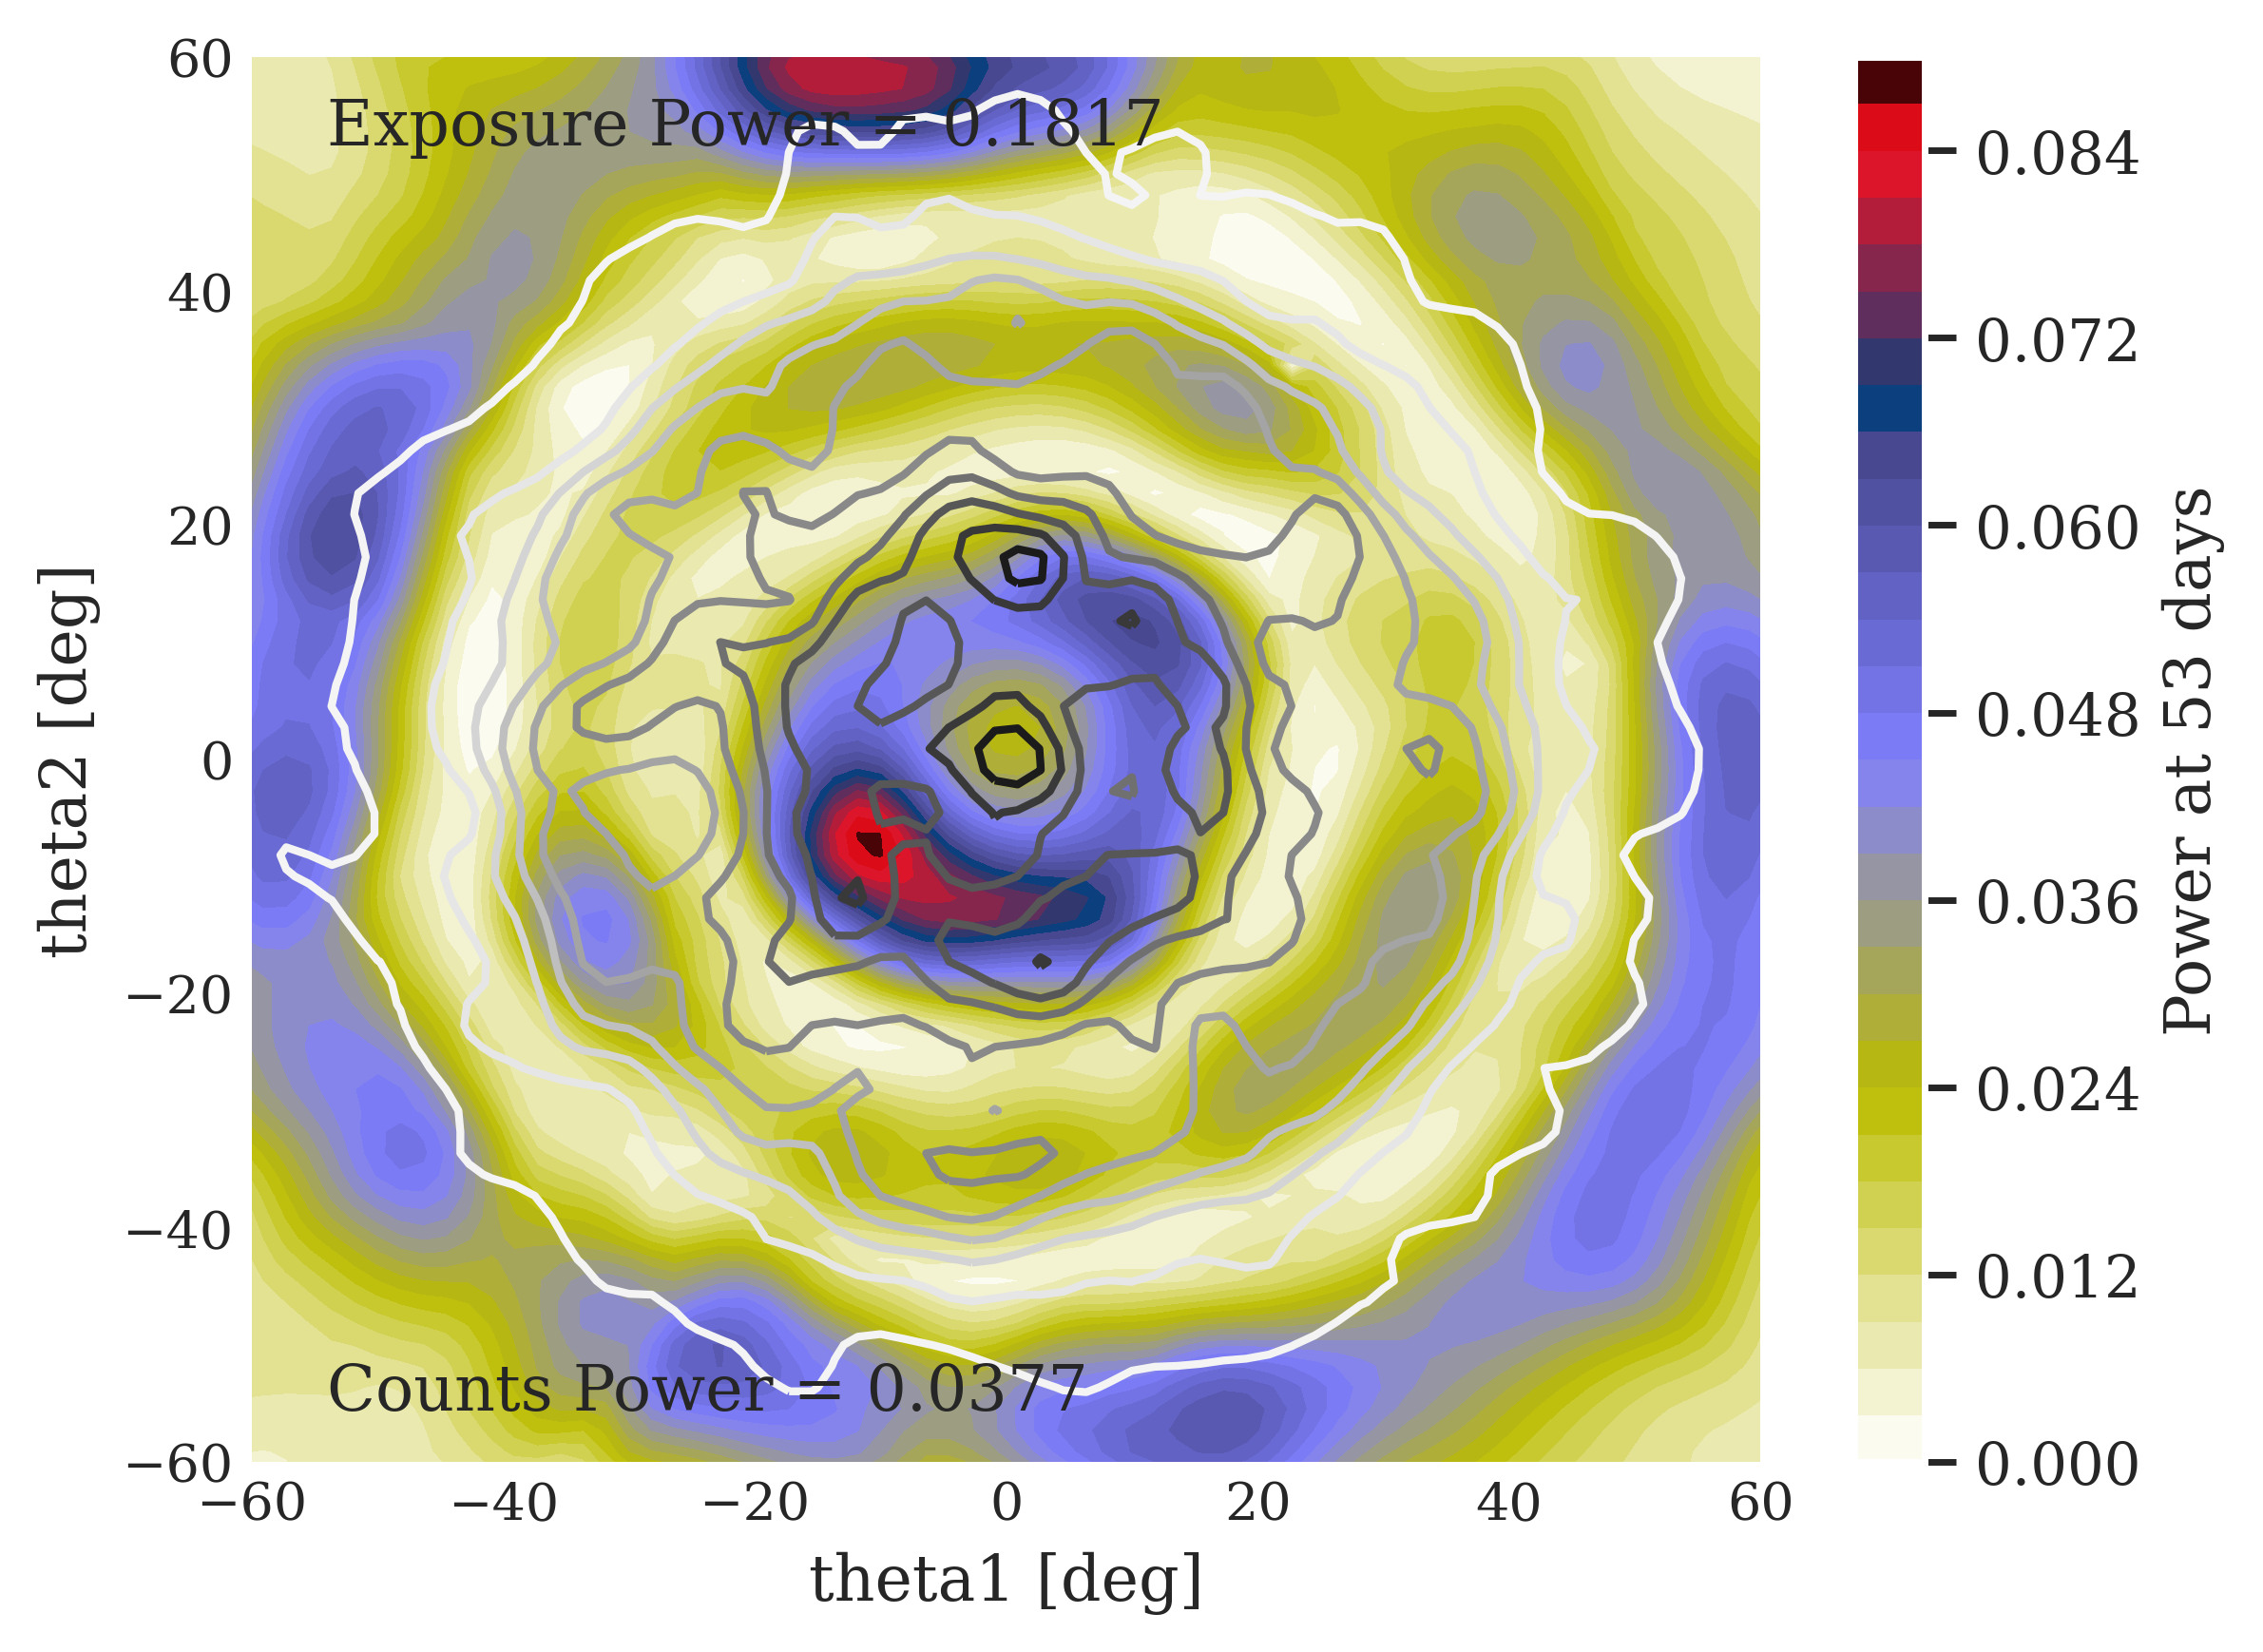 Exposure Power = 0.1817
Counts Power = 0.0377
60
40
20
0
−20
−40
−60
theta2 [deg]
−60 −40 −20 0 20 40 60
theta1 [deg]
0.084
0.072
0.060
0.048
0.036
0.024
0.012
0.000
Power at 53 days